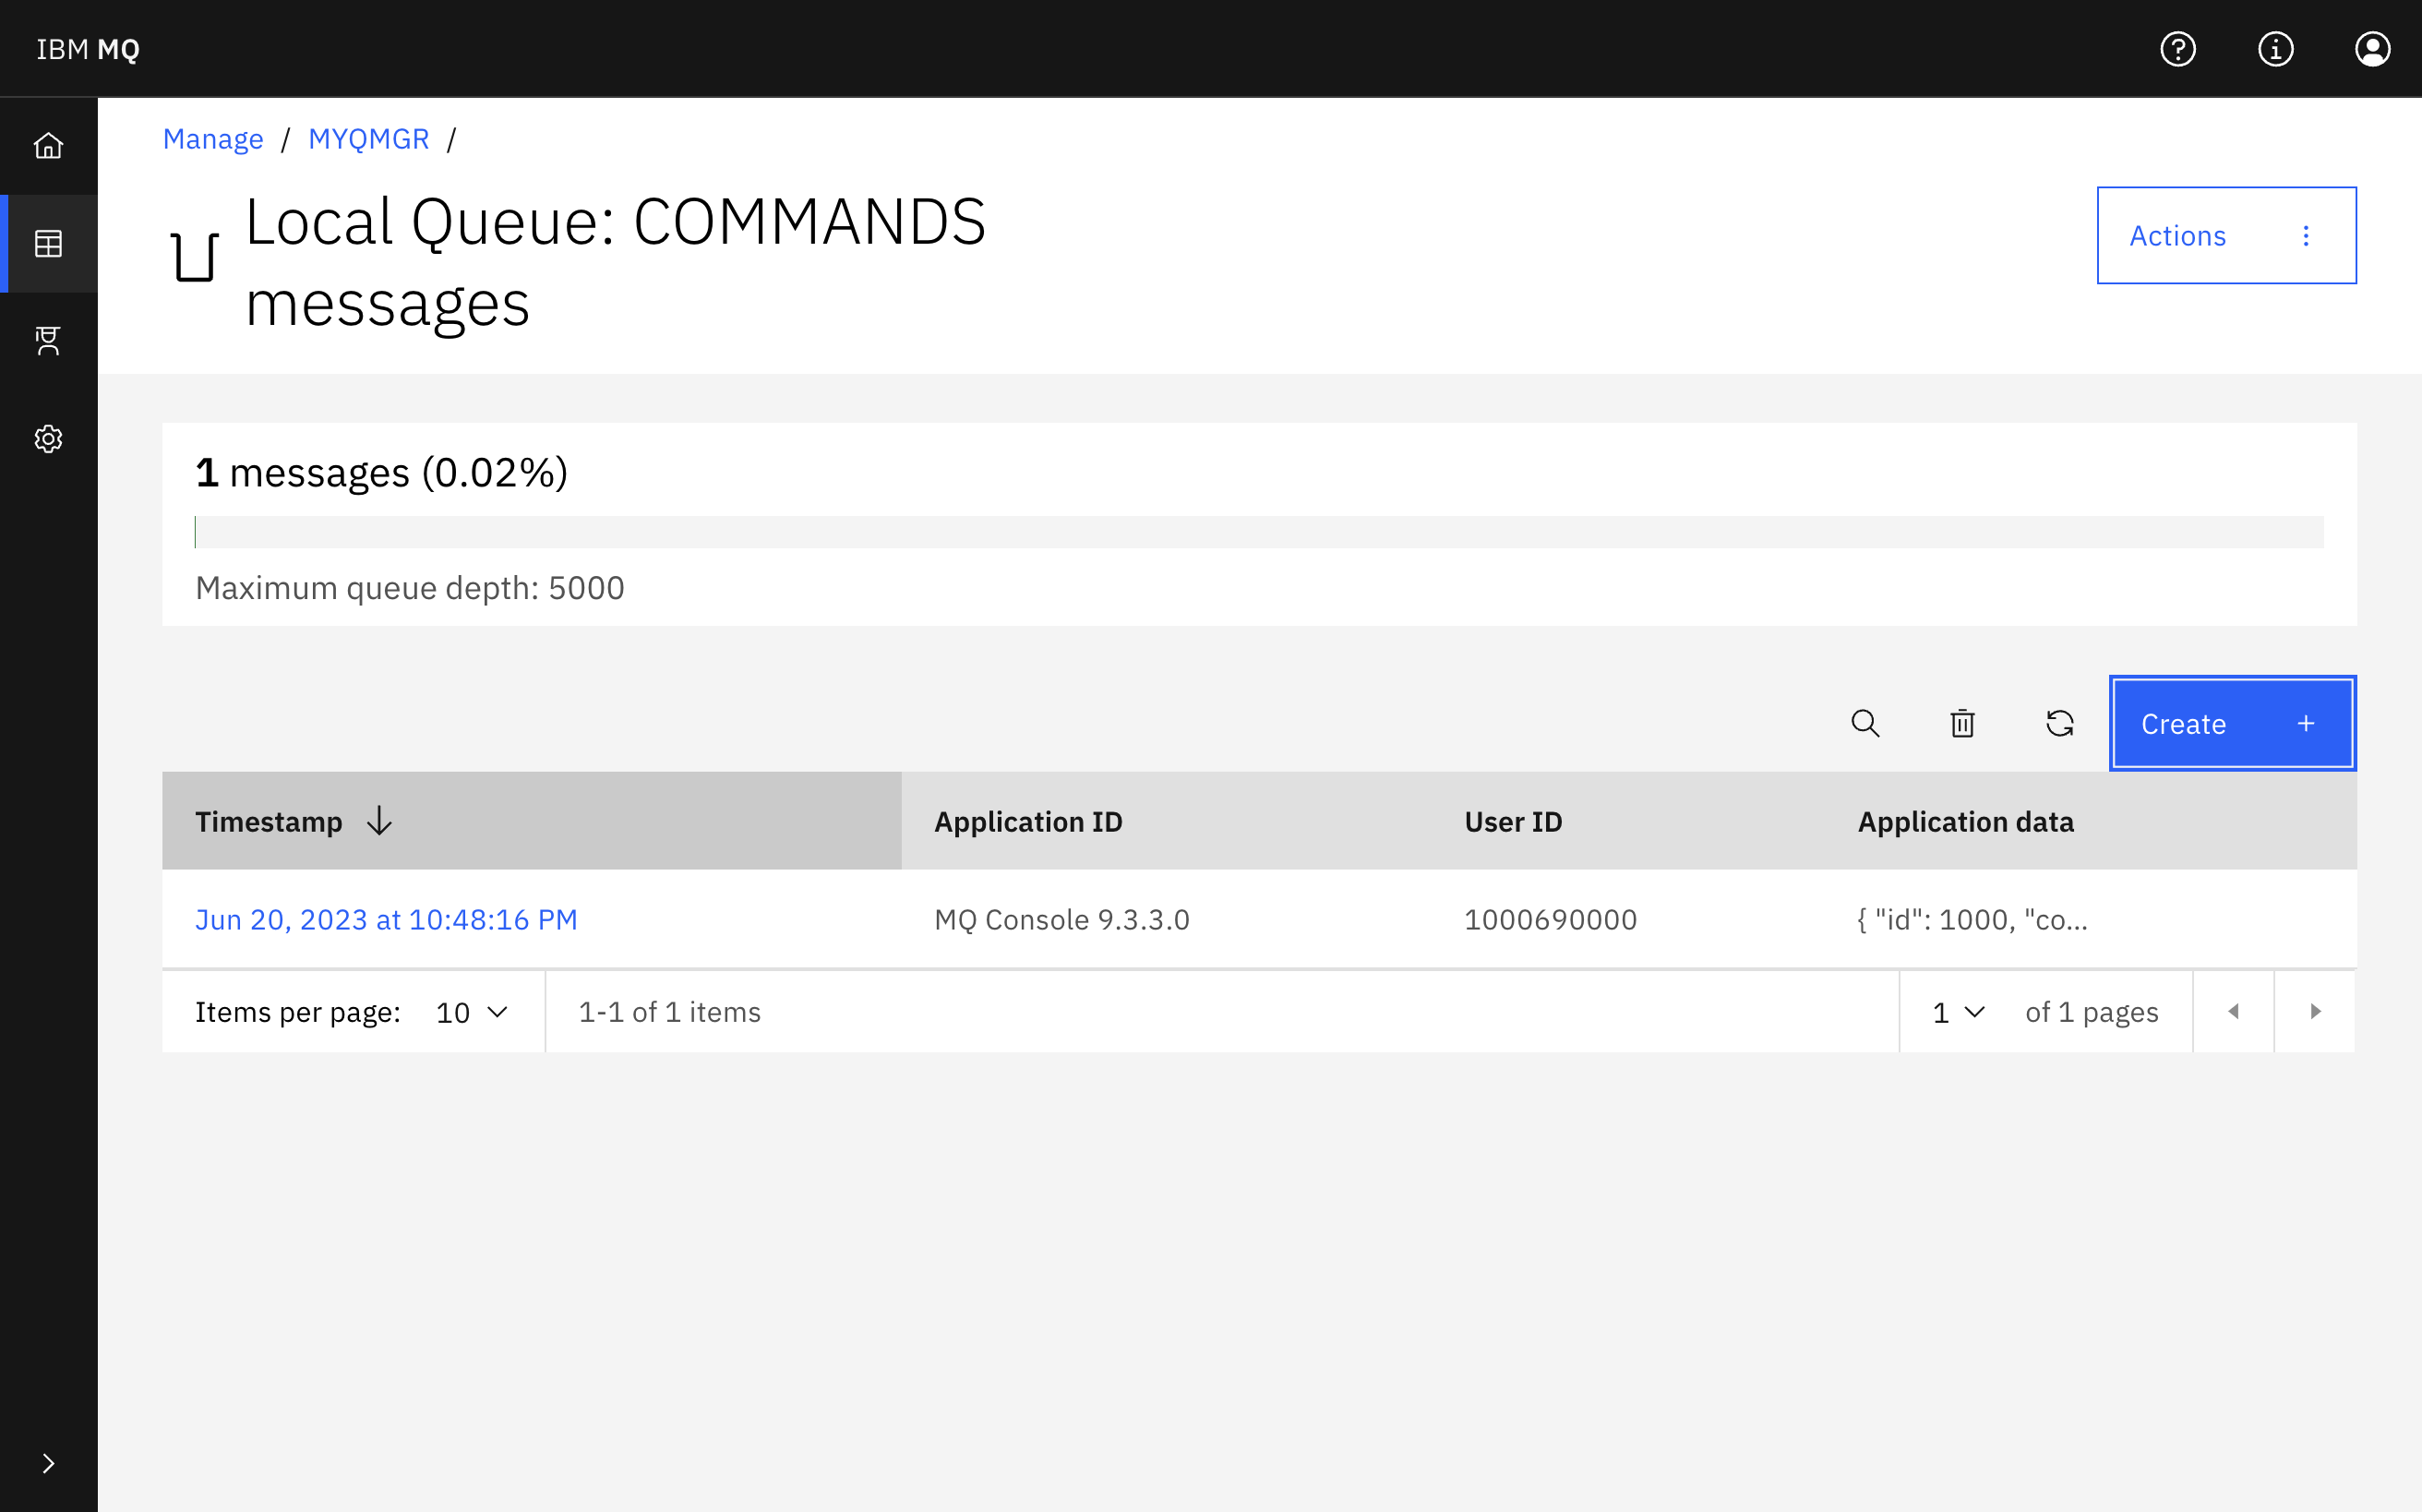 IBM MQ
Manage / MYQMGR /
Local Queue: COMMANDS
messages
Actions
1 messages (0.02%)
Maximum queue depth: 5000
Create +
Timestamp Application ID User ID Application data
Jun 20, 2023 at 10:48:16 PM MQ Console 9.3.3.0 1000690000 { "id": 1000, "co...
Items per page: 10 1-1 of 1 items 1 of 1 pages